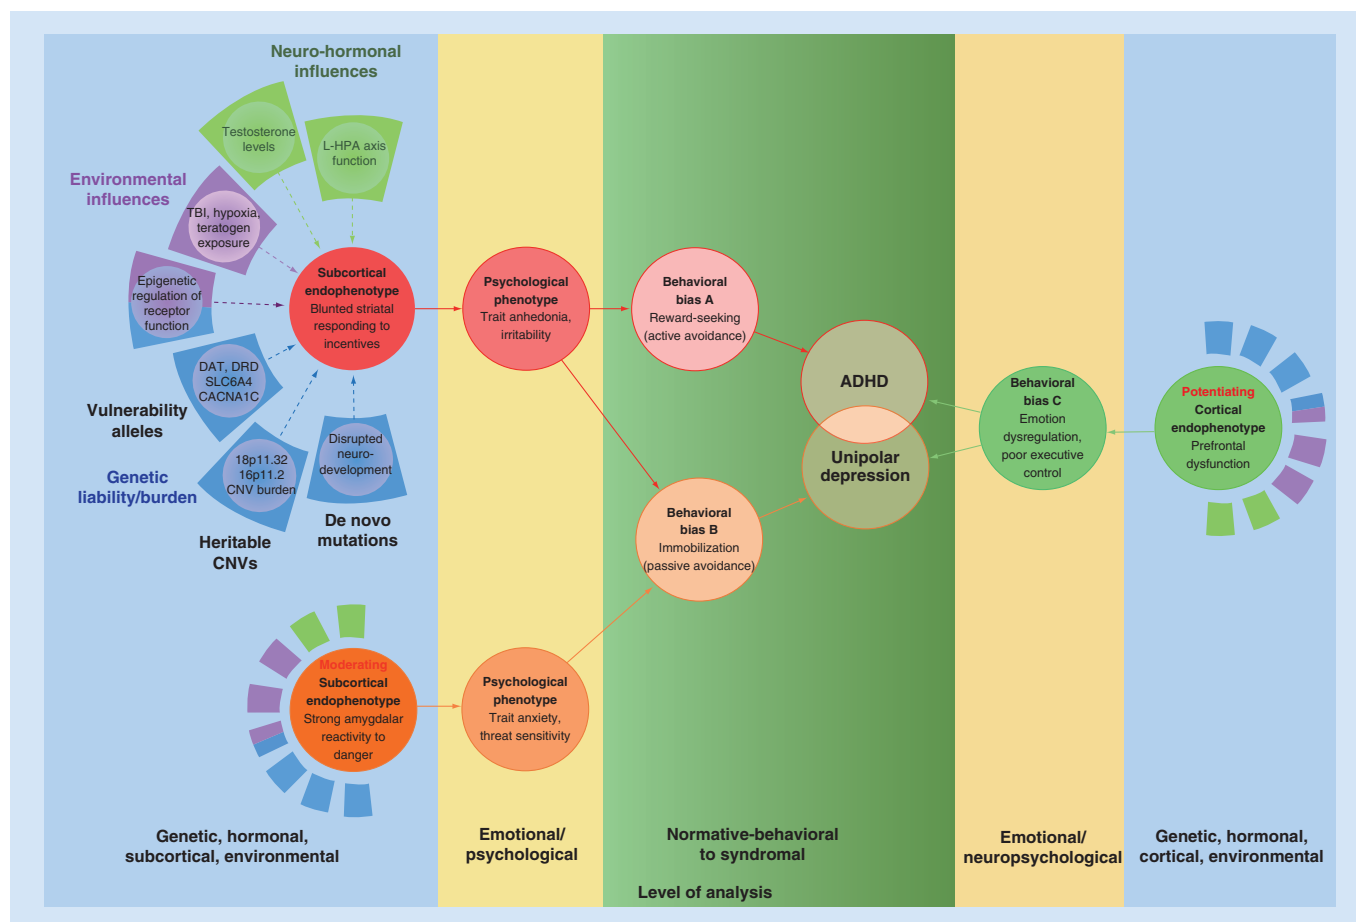 Neuro-hormonal
influences
Testosterone
levels
L-HPA axis
function
Environmental
influences
TBI, hypoxia,
teratogen
exposure
Epigenetic
regulation of
receptor
function
DAT, DRD
SLC6A4
CACNA1C
Vulnerability
alleles
18p11.32
16p11.2
CNV burden
Genetic
liability/burden
Disrupted
neuro-
development
Heritable
CNVs
De novo
mutations
Subcortical
endophenotype
Blunted striatal
responding to
incentives
Psychological
phenotype
Trait anhedonia,
irritability
Behavioral
bias A
Reward-seeking
(active avoidance)
ADHD
Unipolar
depression
Behavioral
bias B
Immobilization
(passive avoidance)
Behavioral
bias C
Emotion
dysregulation,
poor executive
control
Potentiating
Cortical
endophenotype
Prefrontal
dysfunction
Moderating
Subcortical
endophenotype
Strong amygdalar
reactivity to
danger
Psychological
phenotype
Trait anxiety,
threat sensitivity
Genetic, hormonal,
subcortical, environmental
Emotional/
psychological
Normative-behavioral
to syndromal
Emotional/
neuropsychological
Genetic, hormonal,
cortical, environmental
Level of analysis